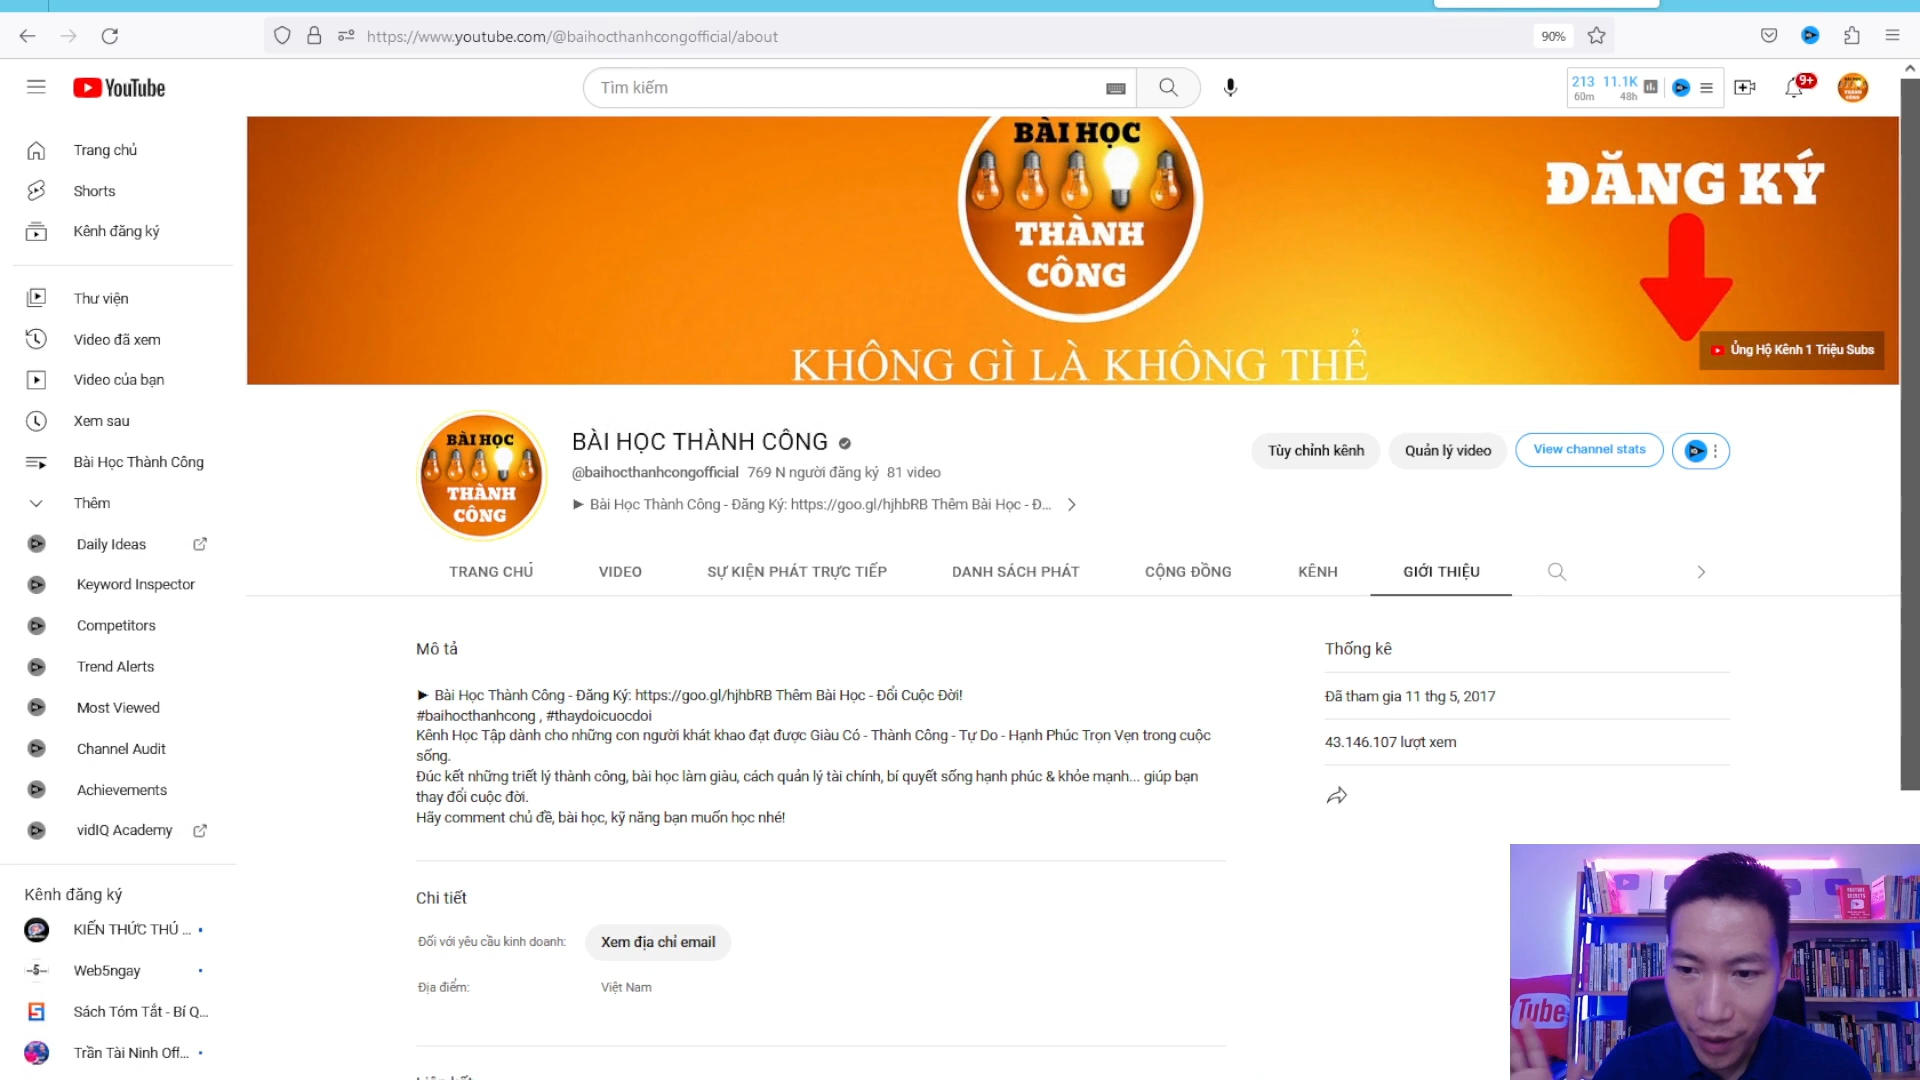 https://www.youtube.com/@baihocthanhcongofficial/about
90%
YouTube
Tìm kiếm
213 11.1K
60m 48h
9+
Trang chủ
Shorts
Kênh đăng ký
Thư viện
Video đã xem
Video của bạn
Xem sau
Bài Học Thành Công
Thêm
Daily Ideas
Keyword Inspector
Competitors
Trend Alerts
Most Viewed
Channel Audit
Achievements
vidIQ Academy
Kênh đăng ký
KIẾN THỨC THÚ ...
Web5ngay
Sách Tóm Tắt - Bí Q...
Trần Tài Ninh Off...
BÀI HỌC
THÀNH
CÔNG
KHÔNG GÌ LÀ KHÔNG THỂ
ĐĂNG KÝ
Ủng Hộ Kênh 1 Triệu Subs
BÀI HỌC
THÀNH
CÔNG
BÀI HỌC THÀNH CÔNG
@baihocthanhcongofficial 769 N người đăng ký 81 video
► Bài Học Thành Công - Đăng Ký: https://goo.gl/hjhbRB Thêm Bài Học - Đ...
Tùy chỉnh kênh
Quản lý video
View channel stats
TRANG CHỦ
VIDEO
SỰ KIỆN PHÁT TRỰC TIẾP
DANH SÁCH PHÁT
CỘNG ĐỒNG
KÊNH
GIỚI THIỆU
Mô tả
► Bài Học Thành Công - Đăng Ký: https://goo.gl/hjhbRB Thêm Bài Học - Đổi Cuộc Đời!
#baihocthanhcong , #thaydoicuocdoi
Kênh Học Tập dành cho những con người khát khao đạt được Giàu Có - Thành Công - Tự Do - Hạnh Phúc Trọn Vẹn trong cuộc
sống.
Đúc kết những triết lý thành công, bài học làm giàu, cách quản lý tài chính, bí quyết sống hạnh phúc & khỏe mạnh... giúp bạn
thay đổi cuộc đời.
Hãy comment chủ đề, bài học, kỹ năng bạn muốn học nhé!
Chi tiết
Đối với yêu cầu kinh doanh: Xem địa chỉ email
Địa điểm: Việt Nam
Thống kê
Đã tham gia 11 thg 5, 2017
43.146.107 lượt xem
Tube